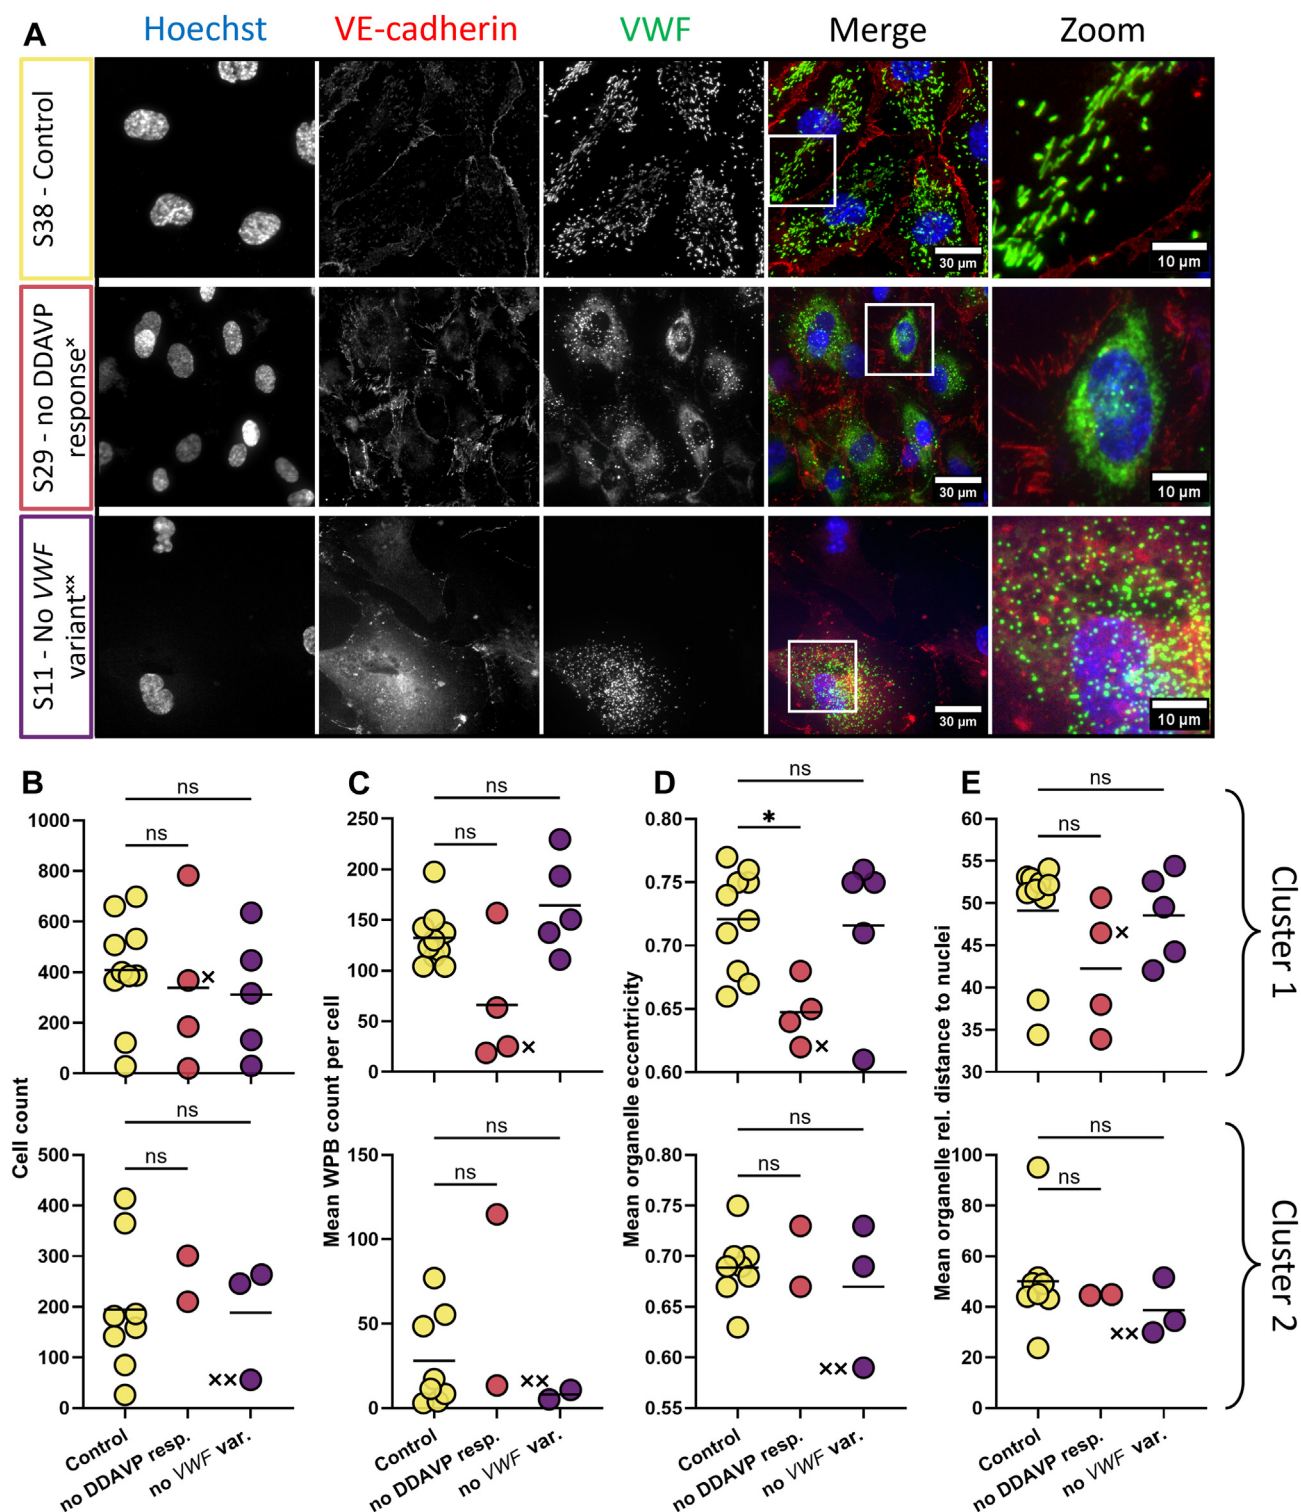 A
Hoechst
VE-cadherin
VWF
Merge
Zoom
S38 - Control
30 µm
10 µm
S29 - no DDAVP
response×
30 µm
10 µm
S11 - No VWF
variant××
30 µm
10 µm
B
ns
ns
1000
800
600
400
200
0
×
Cell count
ns
ns
500
400
300
200
100
0
××
Control
no DDAVP resp.
no VWF var.
C
ns
ns
250
200
150
100
50
0
×
Mean WPB count per cell
ns
ns
150
100
50
0
××
Control
no DDAVP resp.
no VWF var.
D
ns
*
0.80
0.75
0.70
0.65
0.60
×
Mean organelle eccentricity
ns
ns
0.80
0.75
0.70
0.65
0.60
0.55
××
Control
no DDAVP resp.
no VWF var.
E
ns
ns
60
55
50
45
40
35
30
×
Mean organelle rel. distance to nuclei
ns
ns
100
80
60
40
20
0
××
Control
no DDAVP resp.
no VWF var.
Cluster 1
Cluster 2